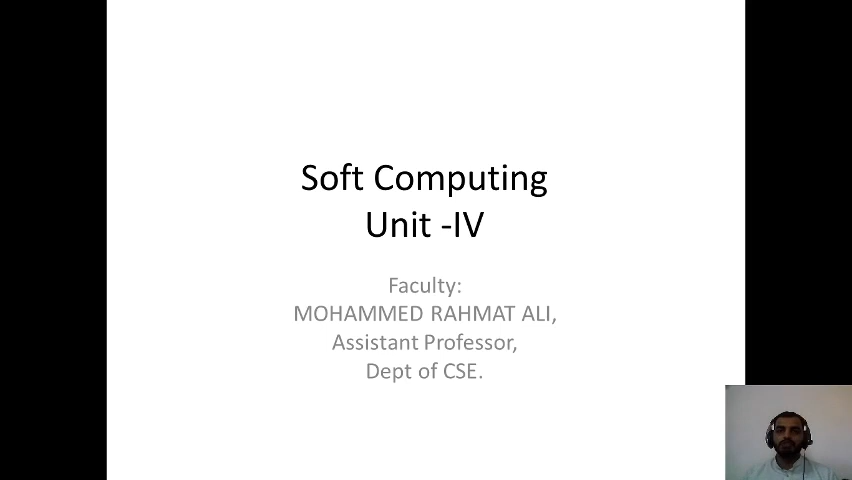 Soft Computing
Unit -IV
Faculty:
MOHAMMED RAHMAT ALI,
Assistant Professor,
Dept of CSE.